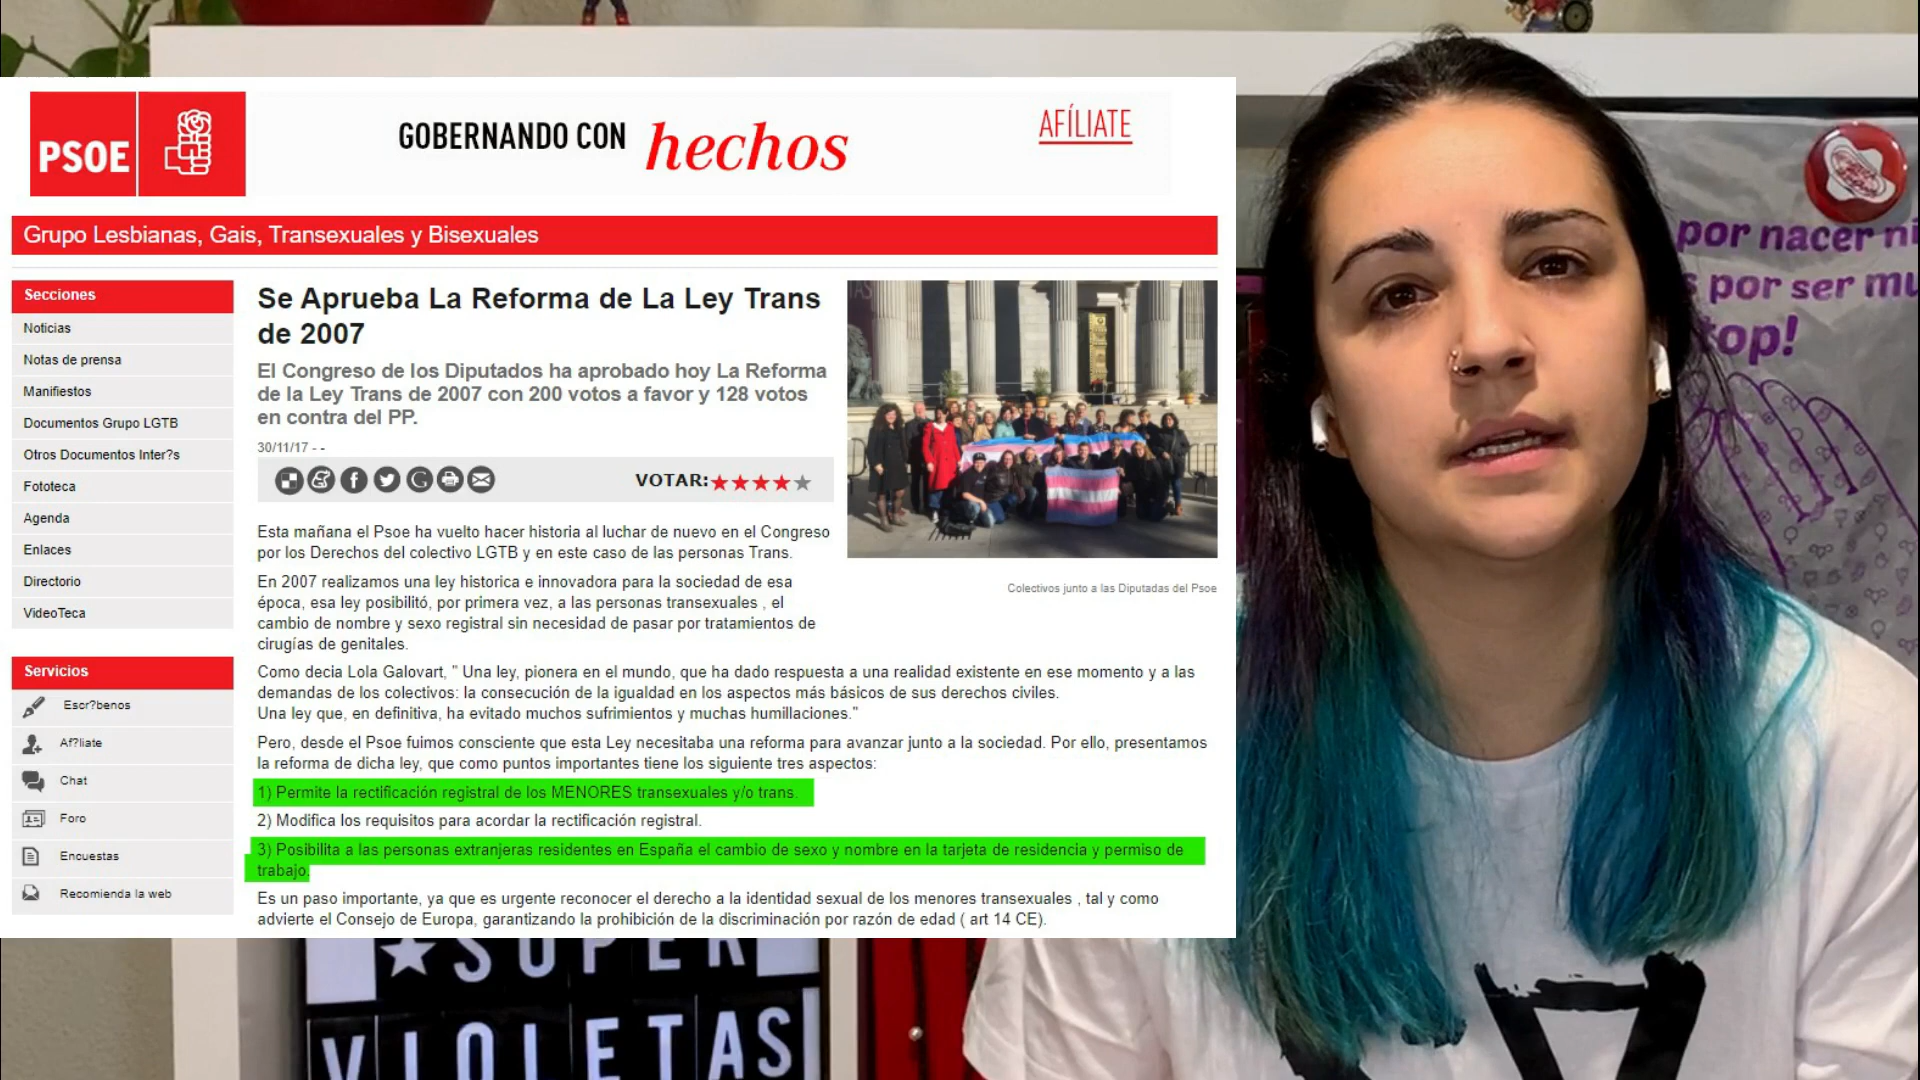 PSOE
GOBERNANDO CON hechos
AFÍLIATE
Grupo Lesbianas, Gais, Transexuales y Bisexuales
Secciones
Noticias
Notas de prensa
Manifiestos
Documentos Grupo LGTB
Otros Documentos Inter?s
Fototeca
Agenda
Enlaces
Directorio
VideoTeca
Servicios
Escr?benos
Af?liate
Chat
Foro
Encuestas
Recomienda la web
Se Aprueba La Reforma de La Ley Trans
de 2007
El Congreso de los Diputados ha aprobado hoy La Reforma
de la Ley Trans de 2007 con 200 votos a favor y 128 votos
en contra del PP.
30/11/17 - -
VOTAR:
Esta mañana el Psoe ha vuelto hacer historia al luchar de nuevo en el Congreso
por los Derechos del colectivo LGTB y en este caso de las personas Trans.
En 2007 realizamos una ley historica e innovadora para la sociedad de esa
época, esa ley posibilitó, por primera vez, a las personas transexuales , el
cambio de nombre y sexo registral sin necesidad de pasar por tratamientos de
cirugías de genitales.
Colectivos junto a las Diputadas del Psoe
Como decia Lola Galovart, " Una ley, pionera en el mundo, que ha dado respuesta a una realidad existente en ese momento y a las
demandas de los colectivos: la consecución de la igualdad en los aspectos más básicos de sus derechos civiles.
Una ley que, en definitiva, ha evitado muchos sufrimientos y muchas humillaciones."
Pero, desde el Psoe fuimos consciente que esta Ley necesitaba una reforma para avanzar junto a la sociedad. Por ello, presentamos
la reforma de dicha ley, que como puntos importantes tiene los siguiente tres aspectos:
1) Permite la rectificación registral de los MENORES transexuales y/o trans.
2) Modifica los requisitos para acordar la rectificación registral.
3) Posibilita a las personas extranjeras residentes en España el cambio de sexo y nombre en la tarjeta de residencia y permiso de
trabajo.
Es un paso importante, ya que es urgente reconocer el derecho a la identidad sexual de los menores transexuales , tal y como
advierte el Consejo de Europa, garantizando la prohibición de la discriminación por razón de edad ( art 14 CE).
por nacer ni
por ser mu
top!
SUPER
VIOLETAS